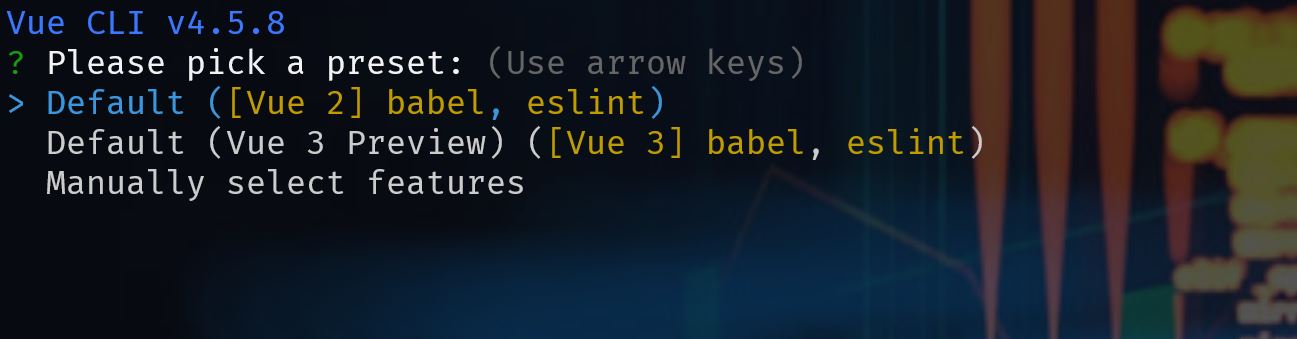 Vue CLI v4.5.8
? Please pick a preset: (Use arrow keys)
> Default ([Vue 2] babel, eslint)
Default (Vue 3 Preview) ([Vue 3] babel, eslint)
Manually select features